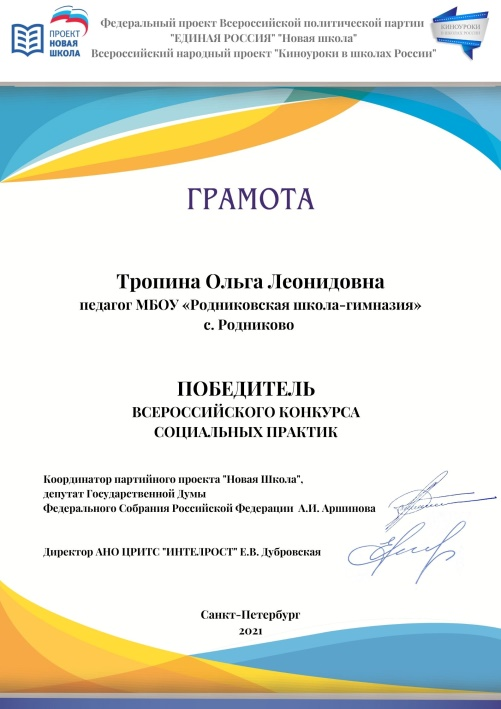 ПРОЕКТ
НОВАЯ
ШКОЛА
Федеральный проект Всероссийской политической партии
"ЕДИНАЯ РОССИЯ" "Новая школа"
Всероссийский народный проект "Киноуроки в школах России"
КИНОУРОКИ
ГРАМОТА
Тропина Ольга Леонидовна
педагог МБОУ «Родниковская школа-гимназия»
с. Родниково
ПОБЕДИТЕЛЬ
ВСЕРОССИЙСКОГО КОНКУРСА
СОЦИАЛЬНЫХ ПРАКТИК
Координатор партийного проекта "Новая Школа",
депутат Государственной Думы
Федерального Собрания Российской Федерации А.И. Аршинова
Директор АНО ЦРИТС "ИНТЕЛРОСТ" Е.В. Дубровская
Санкт-Петербург
2021